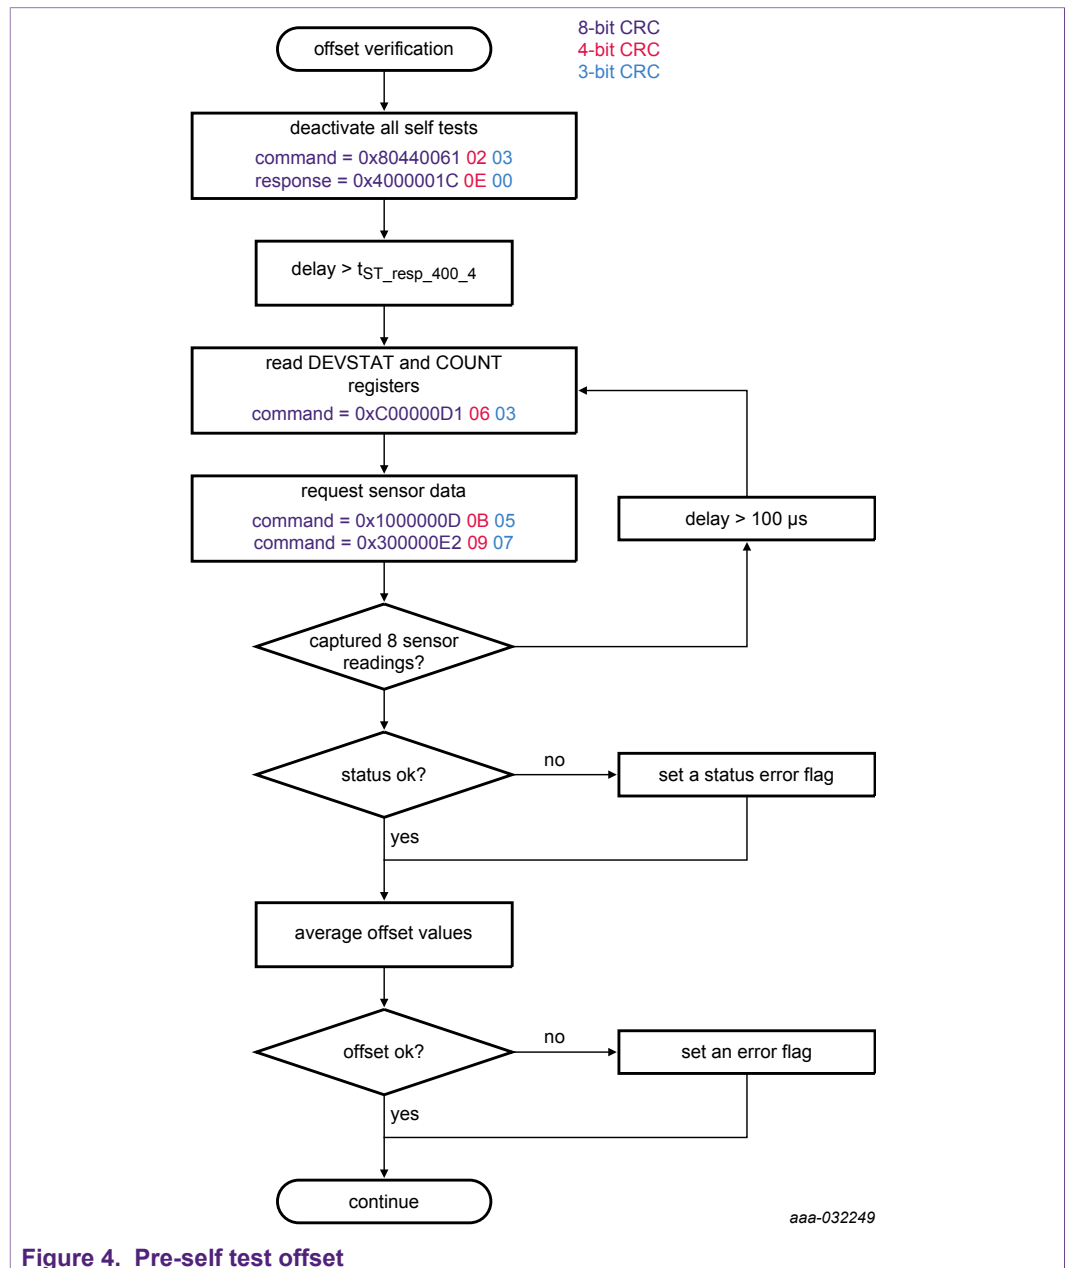 offset verification
8-bit CRC
4-bit CRC
3-bit CRC
deactivate all self tests
command = 0x80440061 02 03
response = 0x4000001C 0E 00
delay > tST_resp_400_4
read DEVSTAT and COUNT
registers
command = 0xC00000D1 06 03
request sensor data
command = 0x1000000D 0B 05
command = 0x300000E2 09 07
delay > 100 µs
captured 8 sensor
readings?
status ok?
no
set a status error flag
yes
average offset values
offset ok?
no
set an error flag
yes
continue
aaa-032249
Figure 4. Pre-self test offset